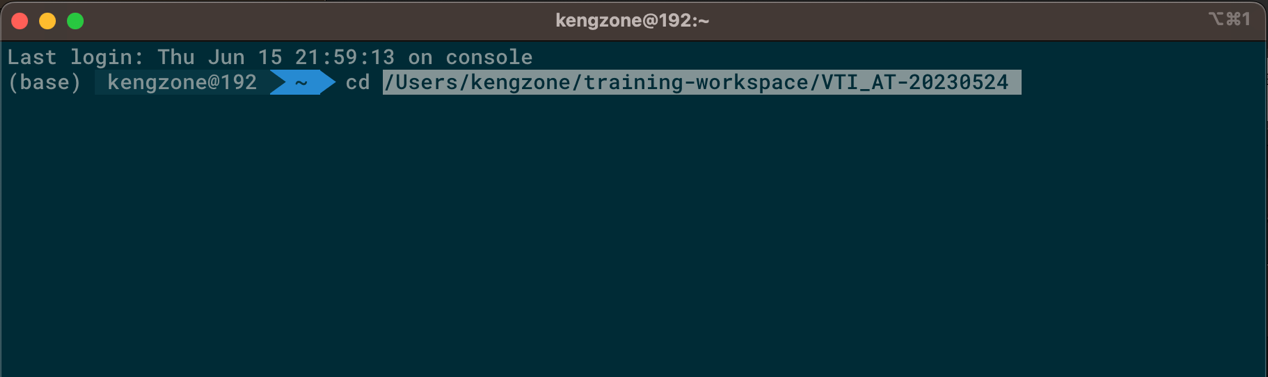 kengzone@192:~
⌥⌘1
Last login: Thu Jun 15 21:59:13 on console
(base) kengzone@192 ~ cd /Users/kengzone/training-workspace/VTI_AT-20230524